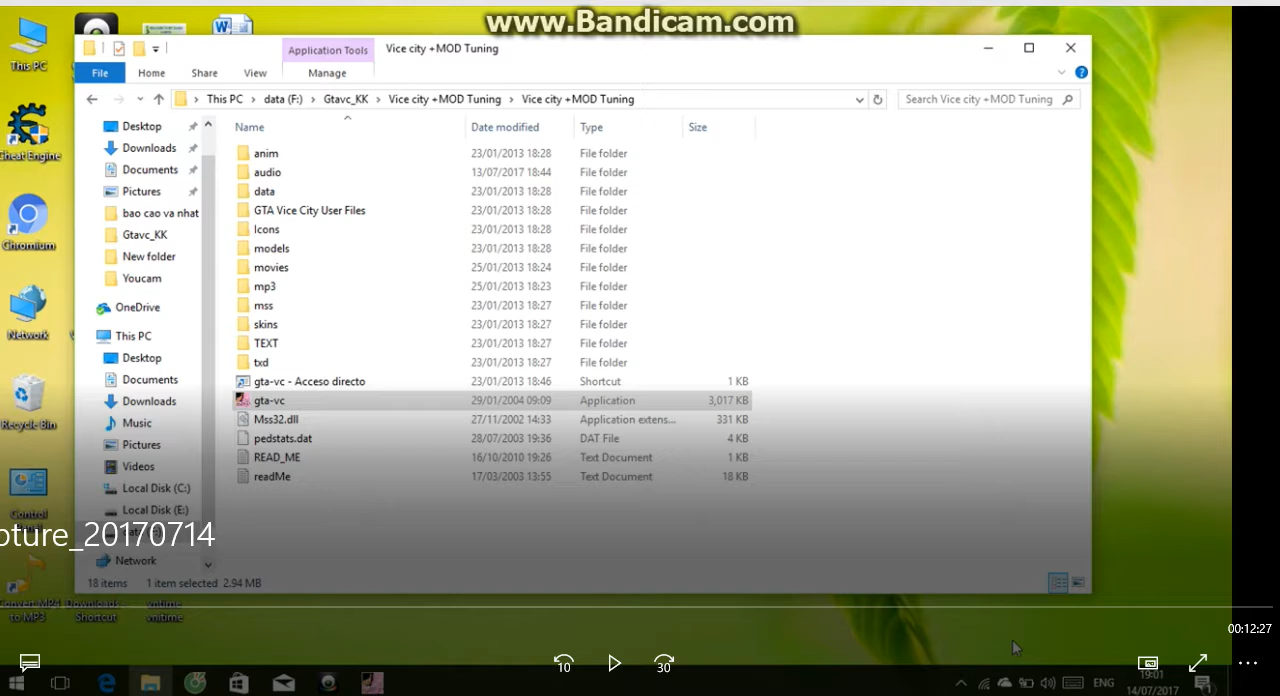 www.Bandicam.com
Application Tools
Vice city +MOD Tuning
File
Home
Share
View
Manage
This PC
data (F:)
Gtavc_KK
Vice city +MOD Tuning
Vice city +MOD Tuning
Search Vice city +MOD Tuning
This PC
Cheat Engine
Chromium
Network
Recycle Bin
Control
Convert MP4 to MP3
Downloads - Shortcut
vntime
vntime
Desktop
Downloads
Documents
Pictures
bao cao va nhat
Gtavc_KK
New folder
Youcam
OneDrive
This PC
Desktop
Documents
Downloads
Music
Pictures
Videos
Local Disk (C:)
Local Disk (E:)
Network
Name Date modified Type Size
anim 23/01/2013 18:28 File folder
audio 13/07/2017 18:44 File folder
data 23/01/2013 18:28 File folder
GTA Vice City User Files 23/01/2013 18:28 File folder
Icons 23/01/2013 18:28 File folder
models 23/01/2013 18:28 File folder
movies 25/01/2013 18:24 File folder
mp3 25/01/2013 18:23 File folder
mss 23/01/2013 18:27 File folder
skins 23/01/2013 18:27 File folder
TEXT 23/01/2013 18:27 File folder
txd 23/01/2013 18:27 File folder
gta-vc - Acceso directo 23/01/2013 18:46 Shortcut 1 KB
gta-vc 29/01/2004 09:09 Application 3,017 KB
Mss32.dll 27/11/2002 14:33 Application extens... 331 KB
pedstats.dat 28/07/2003 19:36 DAT File 4 KB
READ_ME 16/10/2010 19:26 Text Document 1 KB
readMe 17/03/2003 13:55 Text Document 18 KB
pture_20170714
18 items 1 item selected 2.94 MB
00:12:27
10
30
ENG
19:01
14/07/2017